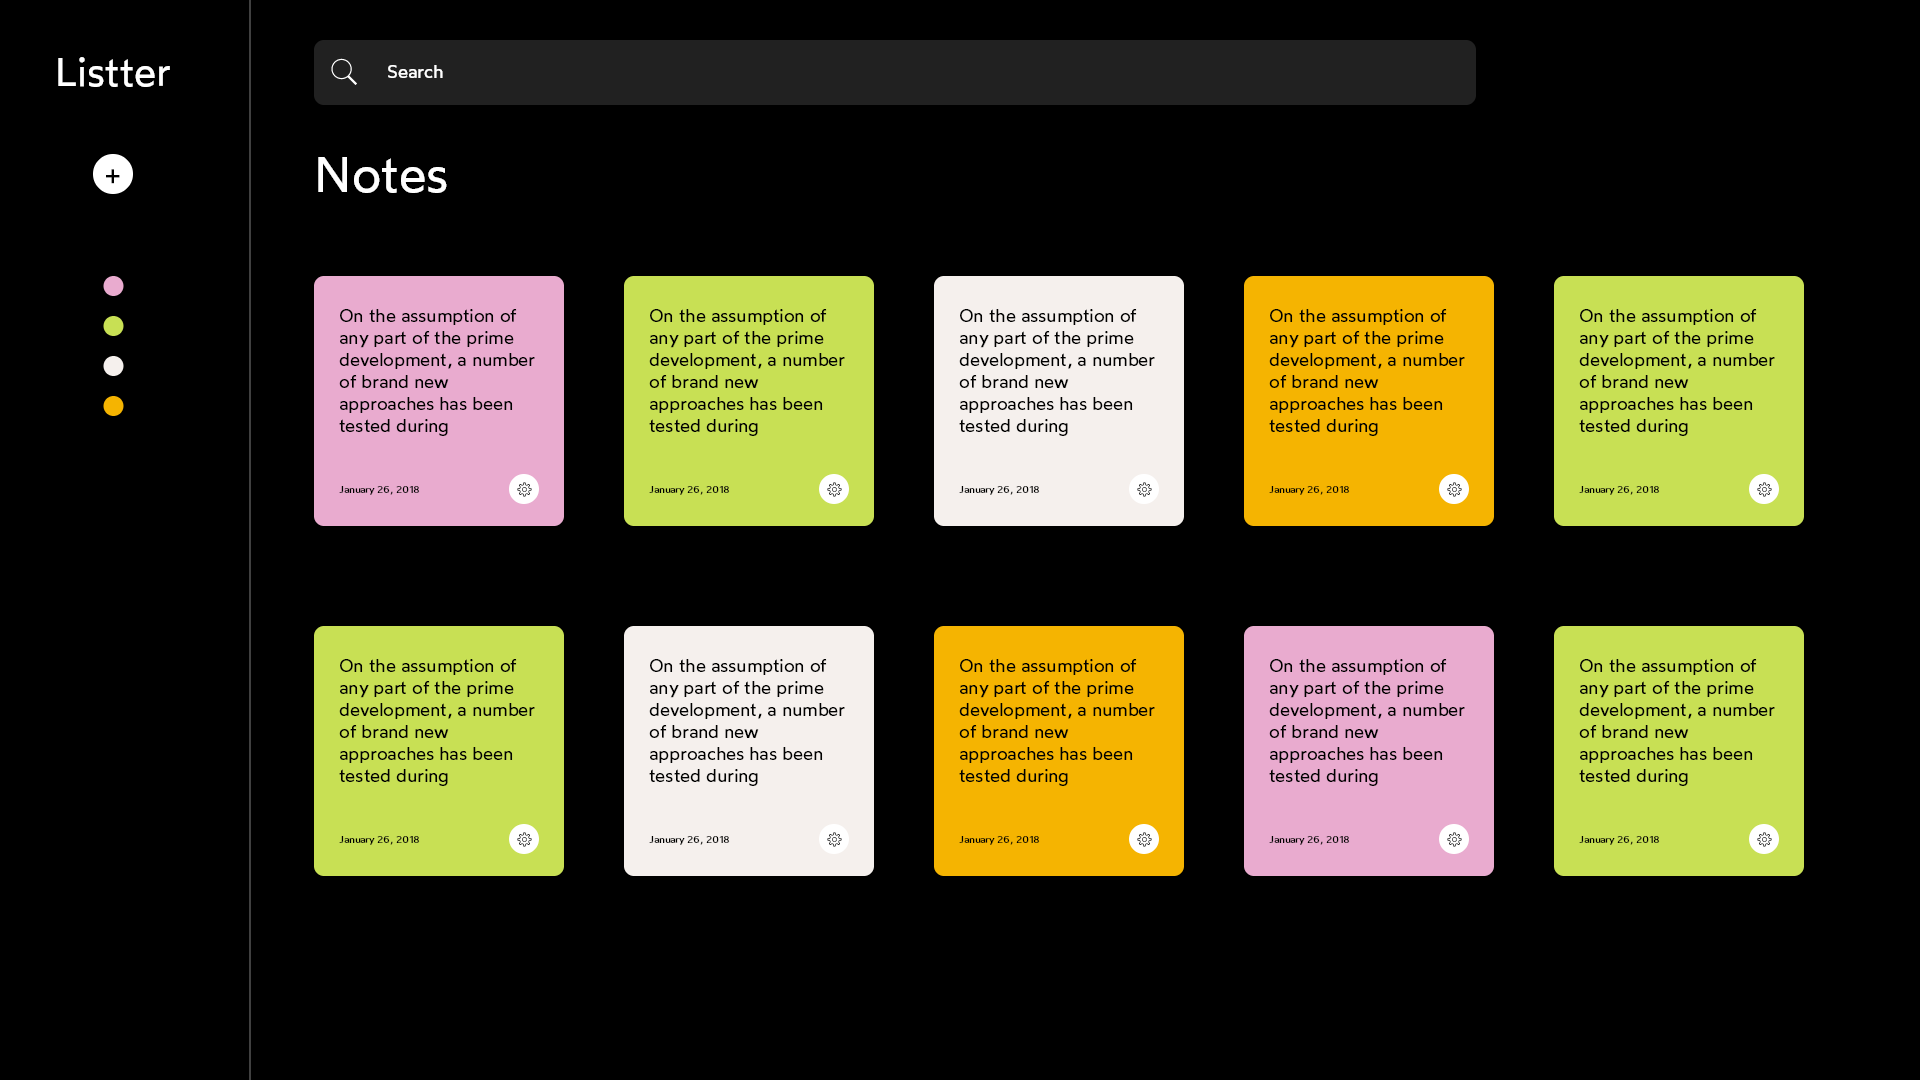 Listter
Search
+
Notes
On the assumption of
any part of the prime
development, a number
of brand new
approaches has been
tested during
January 26, 2018
On the assumption of
any part of the prime
development, a number
of brand new
approaches has been
tested during
January 26, 2018
On the assumption of
any part of the prime
development, a number
of brand new
approaches has been
tested during
January 26, 2018
On the assumption of
any part of the prime
development, a number
of brand new
approaches has been
tested during
January 26, 2018
On the assumption of
any part of the prime
development, a number
of brand new
approaches has been
tested during
January 26, 2018
On the assumption of
any part of the prime
development, a number
of brand new
approaches has been
tested during
January 26, 2018
On the assumption of
any part of the prime
development, a number
of brand new
approaches has been
tested during
January 26, 2018
On the assumption of
any part of the prime
development, a number
of brand new
approaches has been
tested during
January 26, 2018
On the assumption of
any part of the prime
development, a number
of brand new
approaches has been
tested during
January 26, 2018
On the assumption of
any part of the prime
development, a number
of brand new
approaches has been
tested during
January 26, 2018